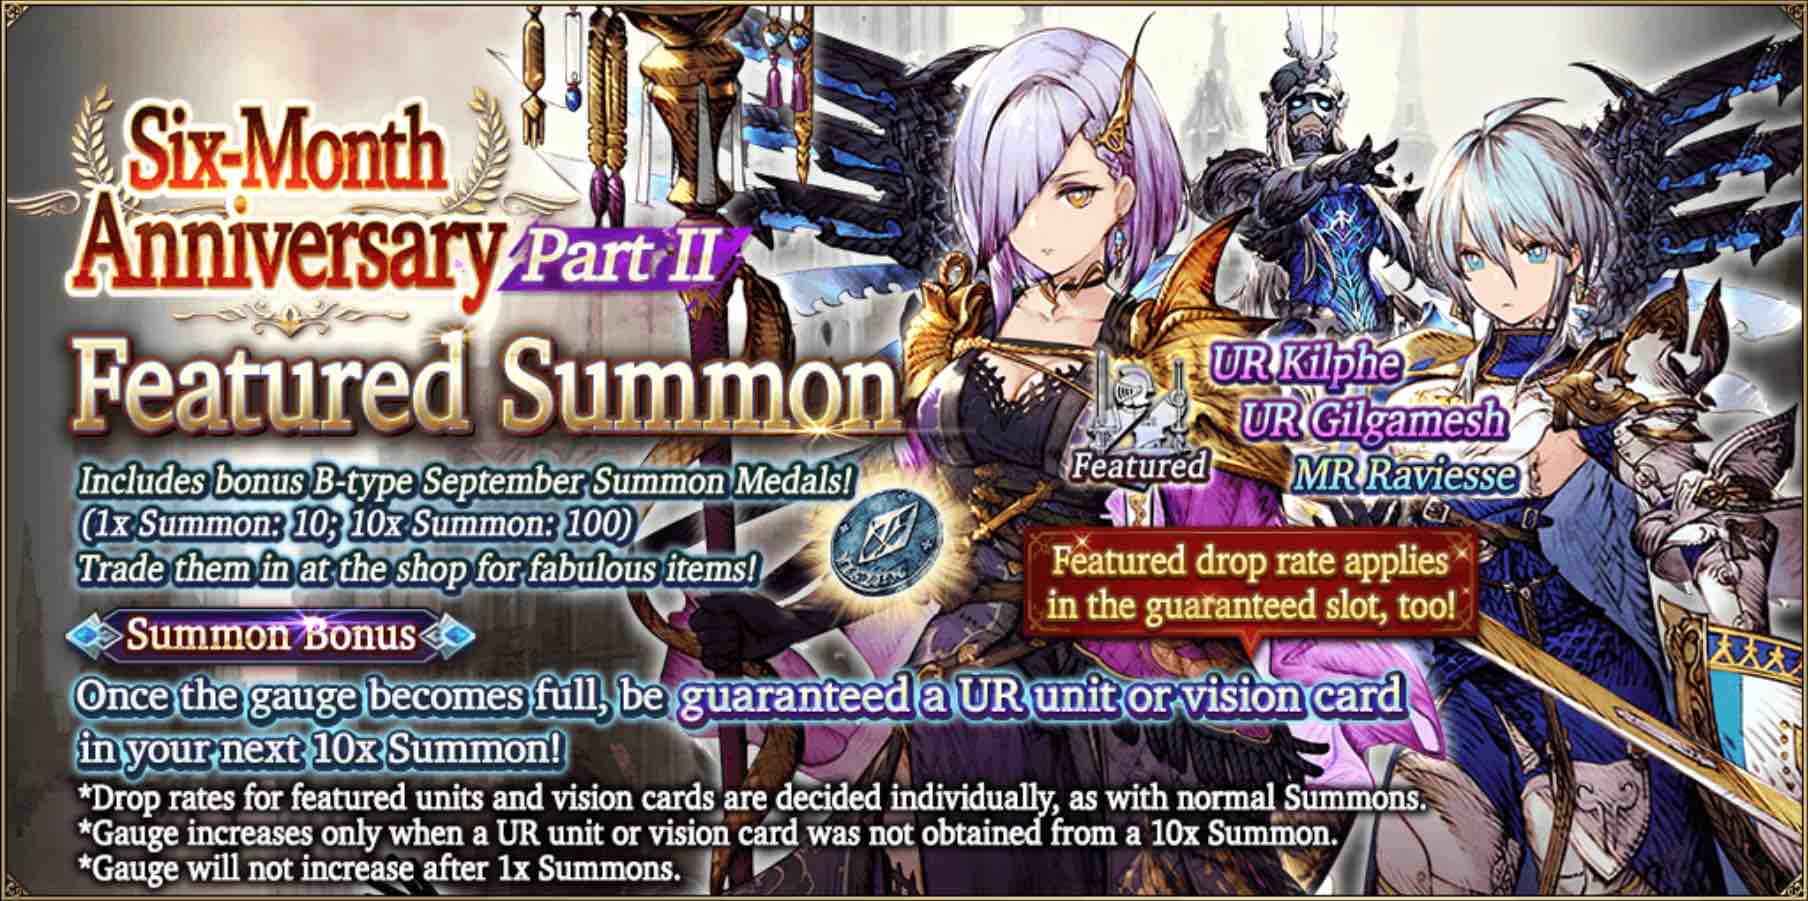 Six-Month
Anniversary Part II
Featured Summon
Includes bonus B-type September Summon Medals!
(1x Summon: 10; 10x Summon: 100)
Trade them in at the shop for fabulous items!
Featured
UR Kilphe
UR Gilgamesh
MR Raviesse
Featured drop rate applies
in the guaranteed slot, too!
Summon Bonus
Once the gauge becomes full, be guaranteed a UR unit or vision card
in your next 10x Summon!
*Drop rates for featured units and vision cards are decided individually, as with normal Summons.
*Gauge increases only when a UR unit or vision card was not obtained from a 10x Summon.
*Gauge will not increase after 1x Summons.